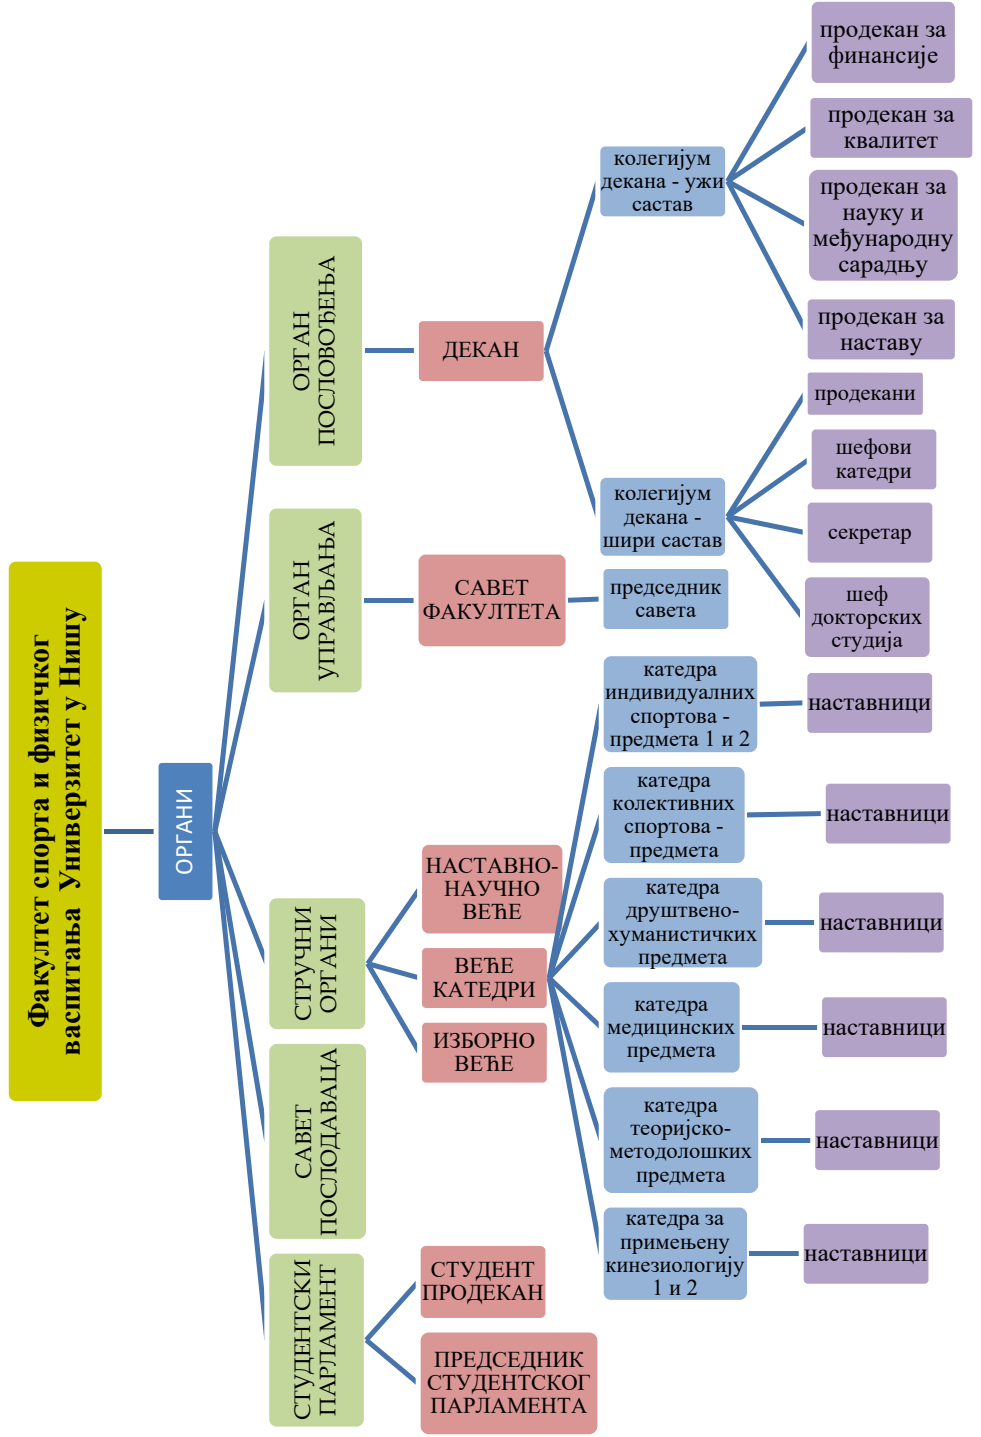 Факултет спорта и физичког
васпитања Универзитет у Нишу
ОРГАНИ
ОРГАН
ПОСЛОВОЂЕЊА
ДЕКАН
колегијум
декана - ужи
састав
продекан за
финансије
продекан за
квалитет
продекан за
науку и
међународну
сарадњу
продекан за
наставу
колегијум
декана -
шири састав
продекани
шефови
катедри
секретар
шеф
докторских
студија
ОРГАН
УПРАВЉАЊА
САВЕТ
ФАКУЛТЕТА
председник
савета
СТРУЧНИ
ОРГАНИ
НАСТАВНО-
НАУЧНО
ВЕЋЕ
ВЕЋЕ
КАТЕДРИ
ИЗБОРНО
ВЕЋЕ
катедра
индивидуалних
спортова -
предмета 1 и 2
наставници
катедра
колективних
спортова -
предмета
наставници
катедра
друштвено-
хуманистичких
предмета
наставници
катедра
медицинских
предмета
наставници
катедра
теоријско-
методолошких
предмета
наставници
катедра за
примењену
кинезиологију
1 и 2
наставници
САВЕТ
ПОСЛОДАВАЦА
СТУДЕНТСКИ
ПАРЛАМЕНТ
СТУДЕНТ
ПРОДЕКАН
ПРЕДСЕДНИК
СТУДЕНТСКОГ
ПАРЛАМЕНТА